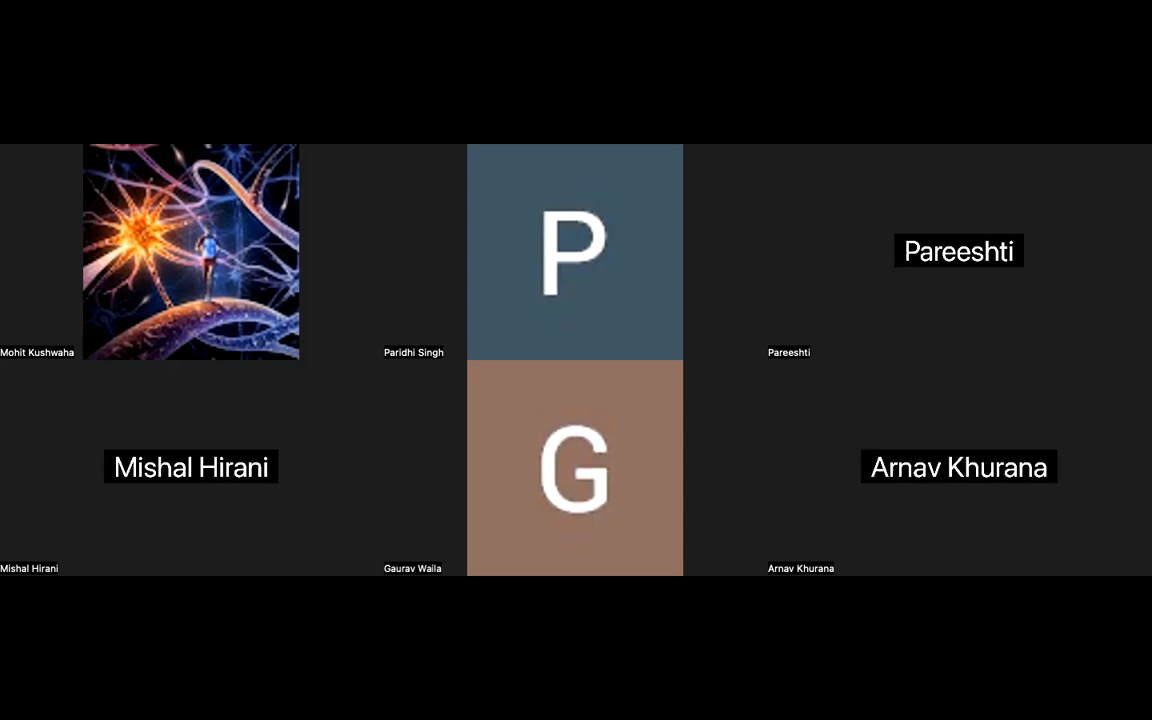 P
Pareeshti
Mohit Kushwaha
Paridhi Singh
Pareeshti
Mishal Hirani
G
Arnav Khurana
Mishal Hirani
Gaurav Waila
Arnav Khurana